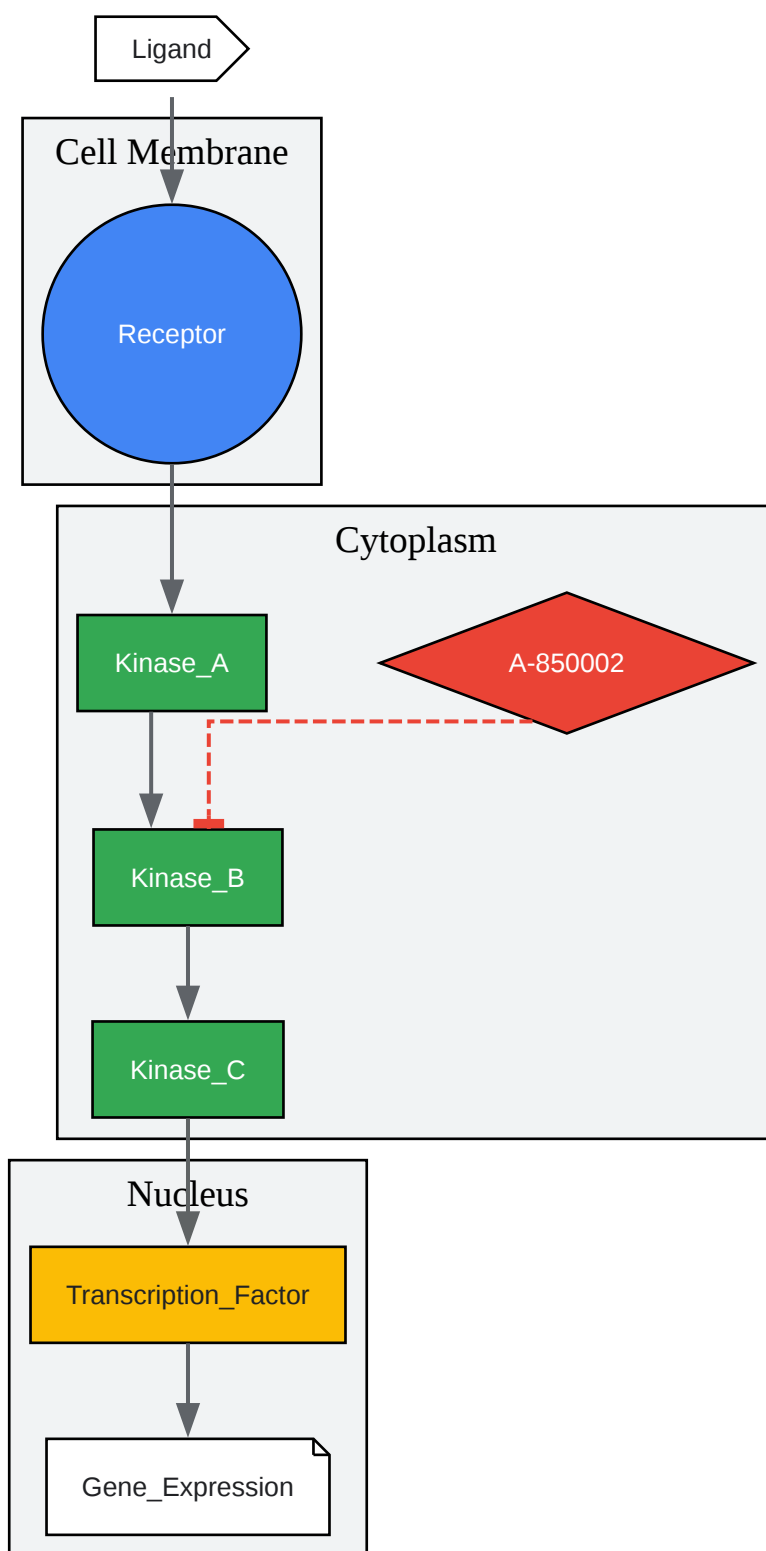 Ligand
Cell Membrane
Receptor
Cytoplasm
Kinase_A
A-850002
Kinase_B
Kinase_C
Nucleus
Transcription_Factor
Gene_Expression